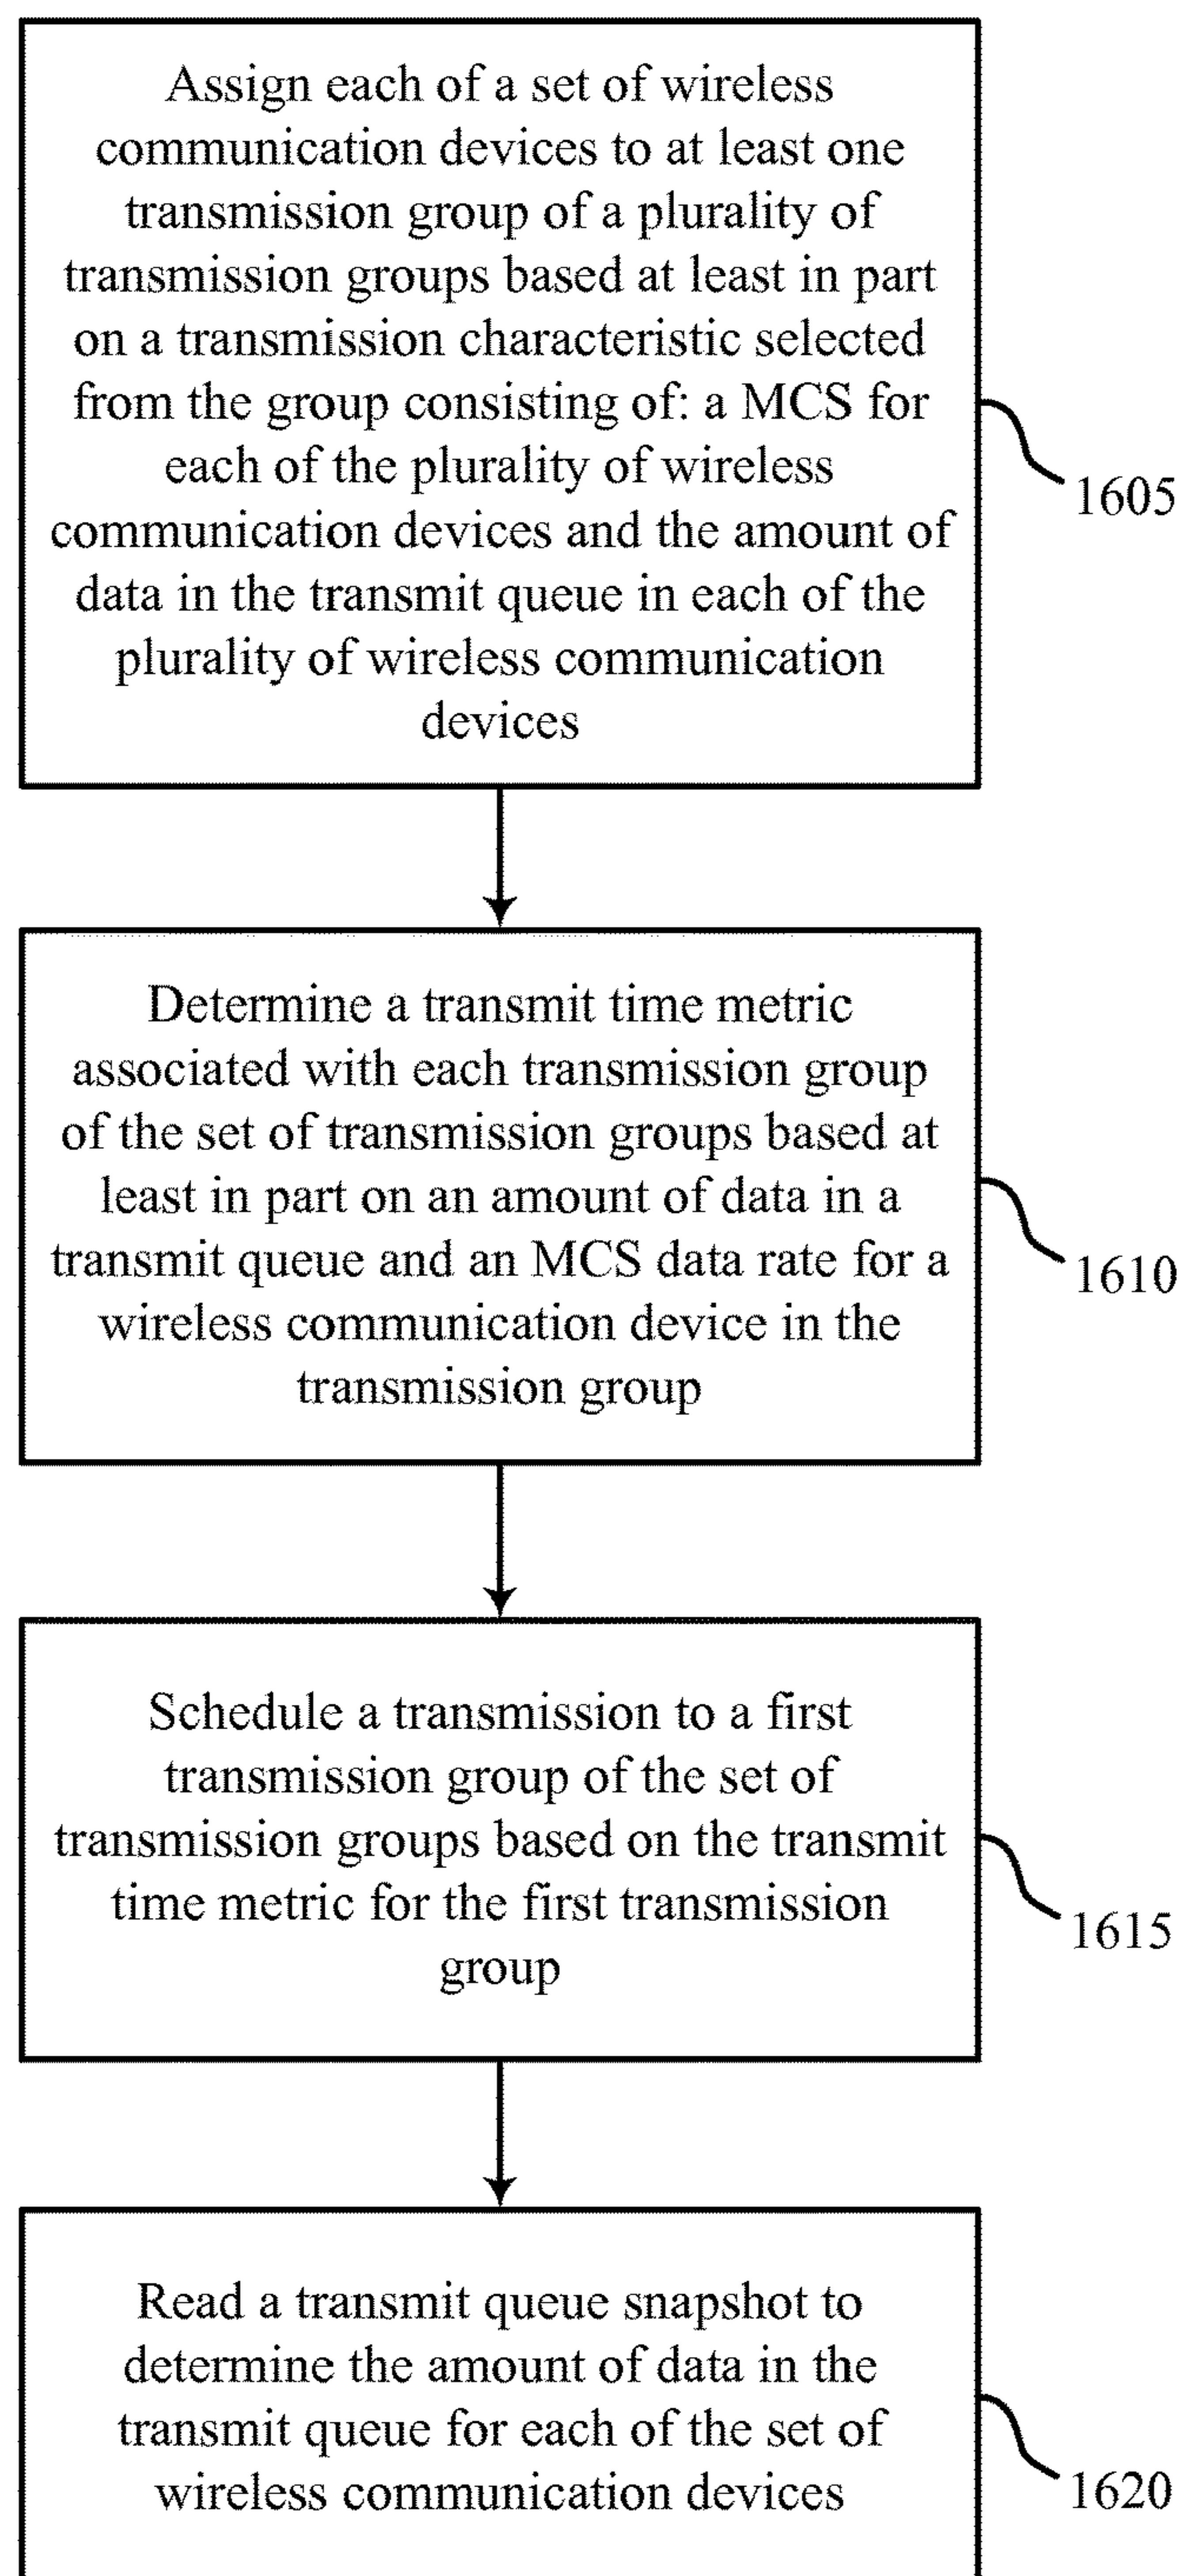 Assign each of a set of wireless
communication devices to at least one
transmission group of a plurality of
transmission groups based at least in part
on a transmission characteristic selected
from the group consisting of: a MCS for
each of the plurality of wireless
communication devices and the amount of
data in the transmit queue in each of the
plurality of wireless communication
devices
1605
Determine a transmit time metric
associated with each transmission group
of the set of transmission groups based at
least in part on an amount of data in a
transmit queue and an MCS data rate for a
wireless communication device in the
transmission group
1610
Schedule a transmission to a first
transmission group of the set of
transmission groups based on the transmit
time metric for the first transmission
group
1615
Read a transmit queue snapshot to
determine the amount of data in the
transmit queue for each of the set of
wireless communication devices
1620